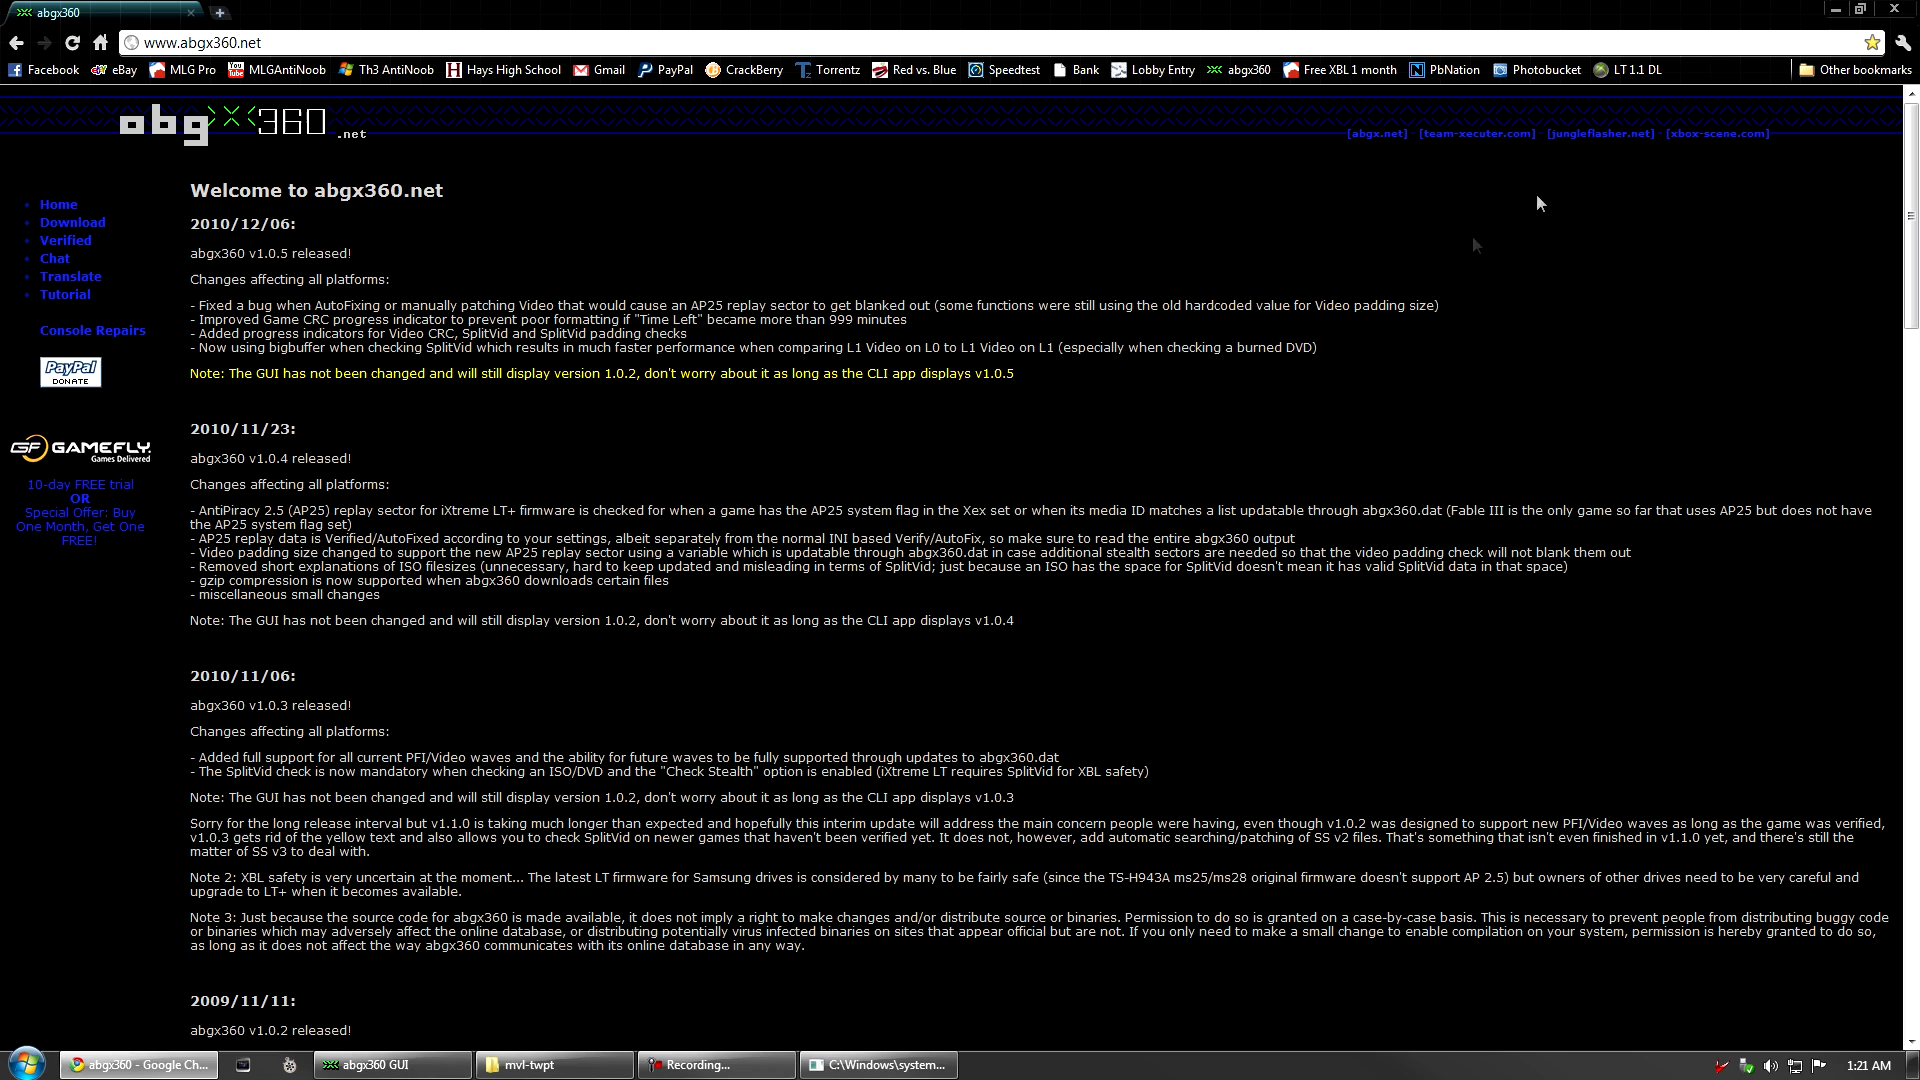 abgx360
www.abgx360.net
Facebook eBay MLG Pro MLGAntiNoob Th3 AntiNoob Hays High School Gmail PayPal CrackBerry Torrentz Red vs. Blue Speedtest Bank Lobby Entry abgx360 Free XBL 1 month PbNation Photobucket LT 1.1 DL Other bookmarks
abgx360 .net
[abgx.net] [team-xecuter.com] [jungleflasher.net] [xbox-scene.com]
Home
Download
Verified
Chat
Translate
Tutorial
Console Repairs
PayPal
DONATE
GF GAMEFLY.
Games Delivered
10-day FREE trial
OR
Special Offer: Buy
One Month, Get One
FREE!
Welcome to abgx360.net
2010/12/06:
abgx360 v1.0.5 released!
Changes affecting all platforms:
- Fixed a bug when AutoFixing or manually patching Video that would cause an AP25 replay sector to get blanked out (some functions were still using the old hardcoded value for Video padding size)
- Improved Game CRC progress indicator to prevent poor formatting if "Time Left" became more than 999 minutes
- Added progress indicators for Video CRC, SplitVid and SplitVid padding checks
- Now using bigbuffer when checking SplitVid which results in much faster performance when comparing L1 Video on L0 to L1 Video on L1 (especially when checking a burned DVD)
Note: The GUI has not been changed and will still display version 1.0.2, don't worry about it as long as the CLI app displays v1.0.5
2010/11/23:
abgx360 v1.0.4 released!
Changes affecting all platforms:
- AntiPiracy 2.5 (AP25) replay sector for iXtreme LT+ firmware is checked for when a game has the AP25 system flag in the Xex set or when its media ID matches a list updatable through abgx360.dat (Fable III is the only game so far that uses AP25 but does not have
the AP25 system flag set)
- AP25 replay data is Verified/AutoFixed according to your settings, albeit separately from the normal INI based Verify/AutoFix, so make sure to read the entire abgx360 output
- Video padding size changed to support the new AP25 replay sector using a variable which is updatable through abgx360.dat in case additional stealth sectors are needed so that the video padding check will not blank them out
- Removed short explanations of ISO filesizes (unnecessary, hard to keep updated and misleading in terms of SplitVid; just because an ISO has the space for SplitVid doesn't mean it has valid SplitVid data in that space)
- gzip compression is now supported when abgx360 downloads certain files
- miscellaneous small changes
Note: The GUI has not been changed and will still display version 1.0.2, don't worry about it as long as the CLI app displays v1.0.4
2010/11/06:
abgx360 v1.0.3 released!
Changes affecting all platforms:
- Added full support for all current PFI/Video waves and the ability for future waves to be fully supported through updates to abgx360.dat
- The SplitVid check is now mandatory when checking an ISO/DVD and the "Check Stealth" option is enabled (iXtreme LT requires SplitVid for XBL safety)
Note: The GUI has not been changed and will still display version 1.0.2, don't worry about it as long as the CLI app displays v1.0.3
Sorry for the long release interval but v1.1.0 is taking much longer than expected and hopefully this interim update will address the main concern people were having, even though v1.0.2 was designed to support new PFI/Video waves as long as the game was verified,
v1.0.3 gets rid of the yellow text and also allows you to check SplitVid on newer games that haven't been verified yet. It does not, however, add automatic searching/patching of SS v2 files. That's something that isn't even finished in v1.1.0 yet, and there's still the
matter of SS v3 to deal with.
Note 2: XBL safety is very uncertain at the moment... The latest LT firmware for Samsung drives is considered by many to be fairly safe (since the TS-H943A ms25/ms28 original firmware doesn't support AP 2.5) but owners of other drives need to be very careful and
upgrade to LT+ when it becomes available.
Note 3: Just because the source code for abgx360 is made available, it does not imply a right to make changes and/or distribute source or binaries. Permission to do so is granted on a case-by-case basis. This is necessary to prevent people from distributing buggy code
or binaries which may adversely affect the online database, or distributing potentially virus infected binaries on sites that appear official but are not. If you only need to make a small change to enable compilation on your system, permission is hereby granted to do so,
as long as it does not affect the way abgx360 communicates with its online database in any way.
2009/11/11:
abgx360 v1.0.2 released!
abgx360 - Google Ch... abgx360 GUI mvl-twpt Recording... C:\Windows\system... 1:21 AM